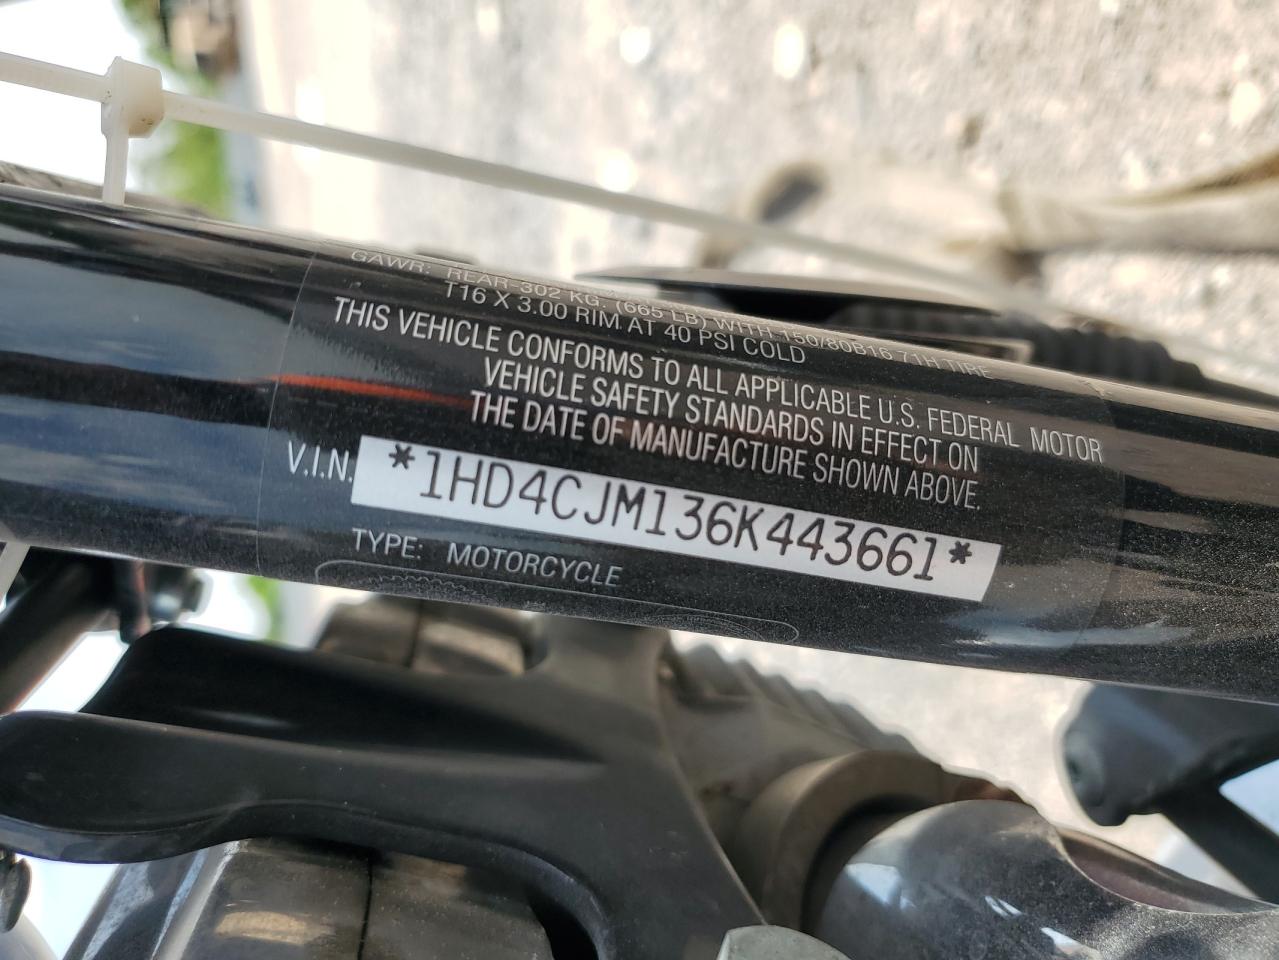 GAWR: REAR-302 KG. (665 LB) WITH 150/80B16 71H TIRE
T16 X 3.00 RIM AT 40 PSI COLD
THIS VEHICLE CONFORMS TO ALL APPLICABLE U.S. FEDERAL MOTOR
VEHICLE SAFETY STANDARDS IN EFFECT ON
THE DATE OF MANUFACTURE SHOWN ABOVE.
V.I.N. *1HD4CJM136K443661*
TYPE: MOTORCYCLE